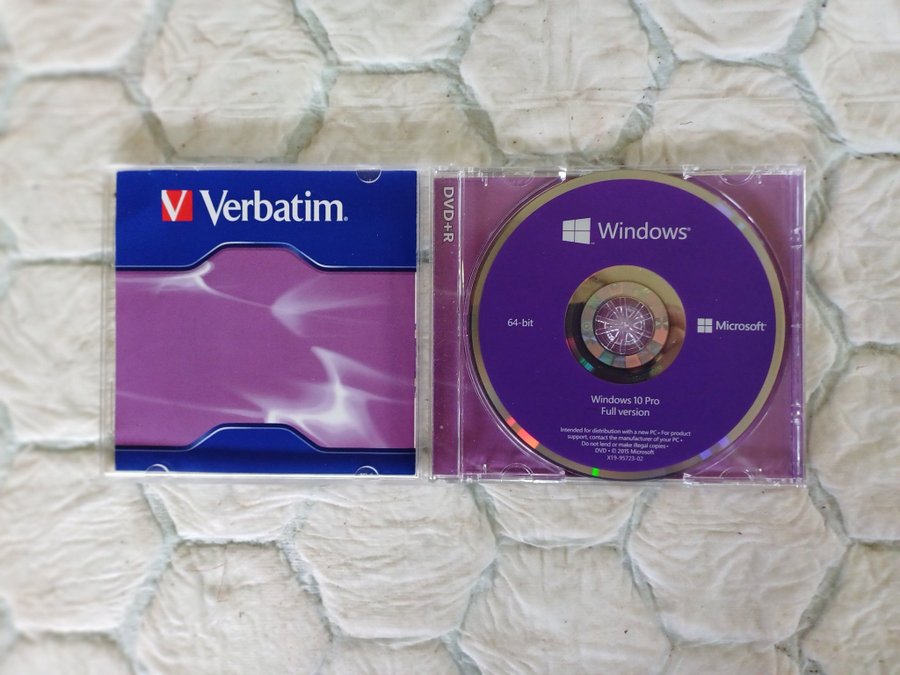 Verbatim.
DVD+R
Windows®
64-bit
Microsoft
Windows 10 Pro
Full version
Intended for distribution with a new PC • For product
support, contact the manufacturer of your PC •
Do not lend or make illegal copies •
DVD • © 2015 Microsoft
X19-95723-02